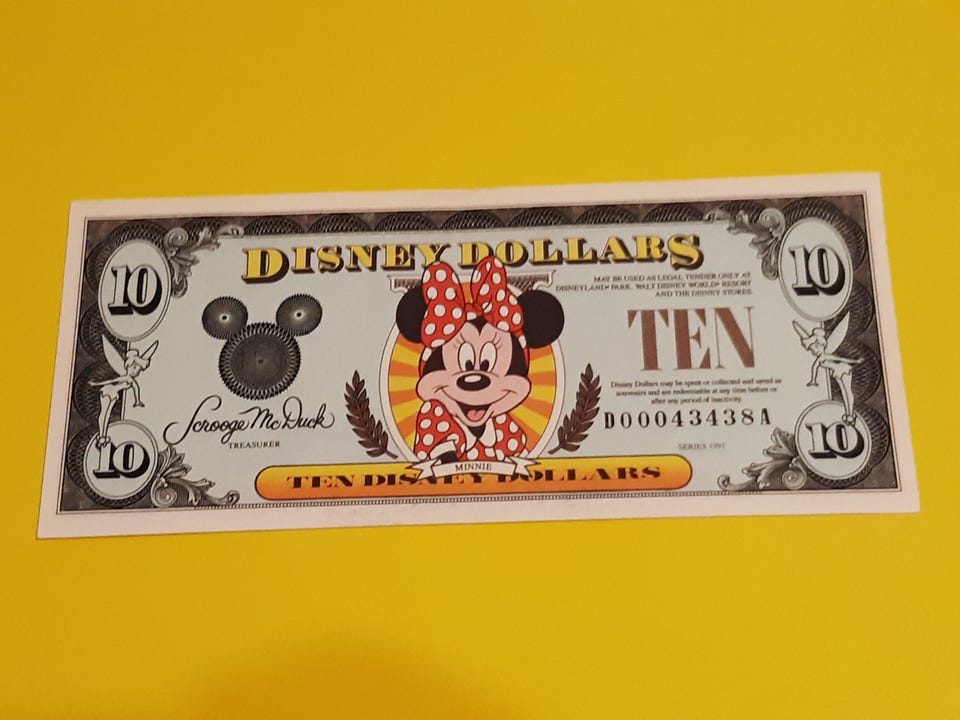 DISNEY DOLLARS
10
10
MAY BE USED AS LEGAL TENDER ONLY AT
DISNEYLAND® PARK, WALT DISNEY WORLD® RESORT
AND THE DISNEY STORES.
TEN
Disney Dollars may be spent or collected and saved as
souvenirs and are redeemable at any time before or
after any period of inactivity.
D00043438A
Scrooge McDuck
TREASURER
SERIES
10
10
MINNIE
TEN DISNEY DOLLARS